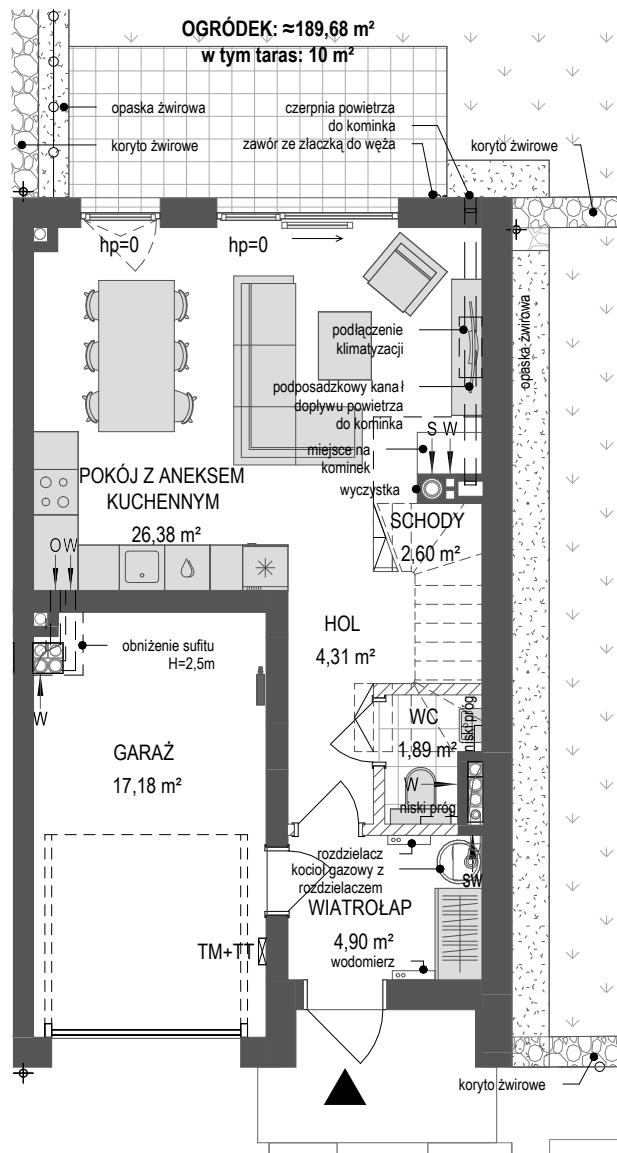 OGRÓDEK: ≈189,68 m²
w tym taras: 10 m²
opaska żwirowa
koryto żwirowe
czerpnia powietrza
do kominka
zawór ze złaczką do węża
koryto żwirowe
hp=0
hp=0
opaska żwirowa
podłączenie
klimatyzacji
podposadzkowy kanał
dopływu powietrza
do kominka
S W
miejsce na
kominek
wyczystka
POKÓJ Z ANEKSEM
KUCHENNYM
26,38 m²
SCHODY
2,60 m²
OW
HOL
4,31 m²
obniżenie sufitu
H=2,5m
W
WC
1,89 m²
niski próg
W
niski próg
GARAŻ
17,18 m²
rozdzielacz
kocioł gazowy z
rozdzielaczem
SW
WIATROŁAP
4,90 m²
wodomierz
TM+TT
koryto żwirowe